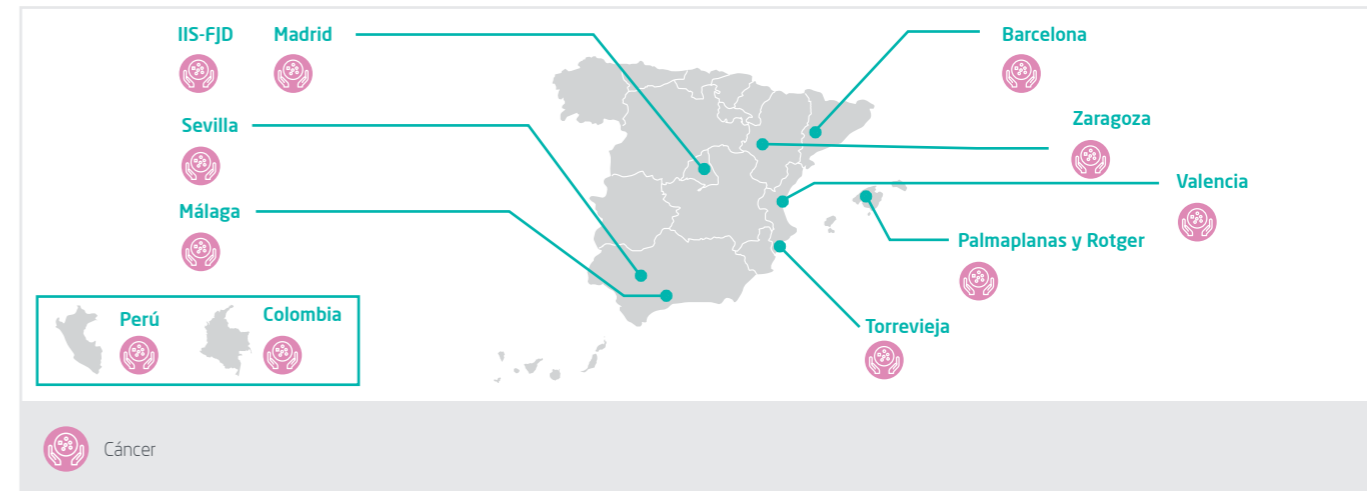 IIS-FJD
Madrid
Barcelona
Sevilla
Zaragoza
Málaga
Valencia
Palmaplanas y Rotger
Perú
Colombia
Torrevieja
Cáncer